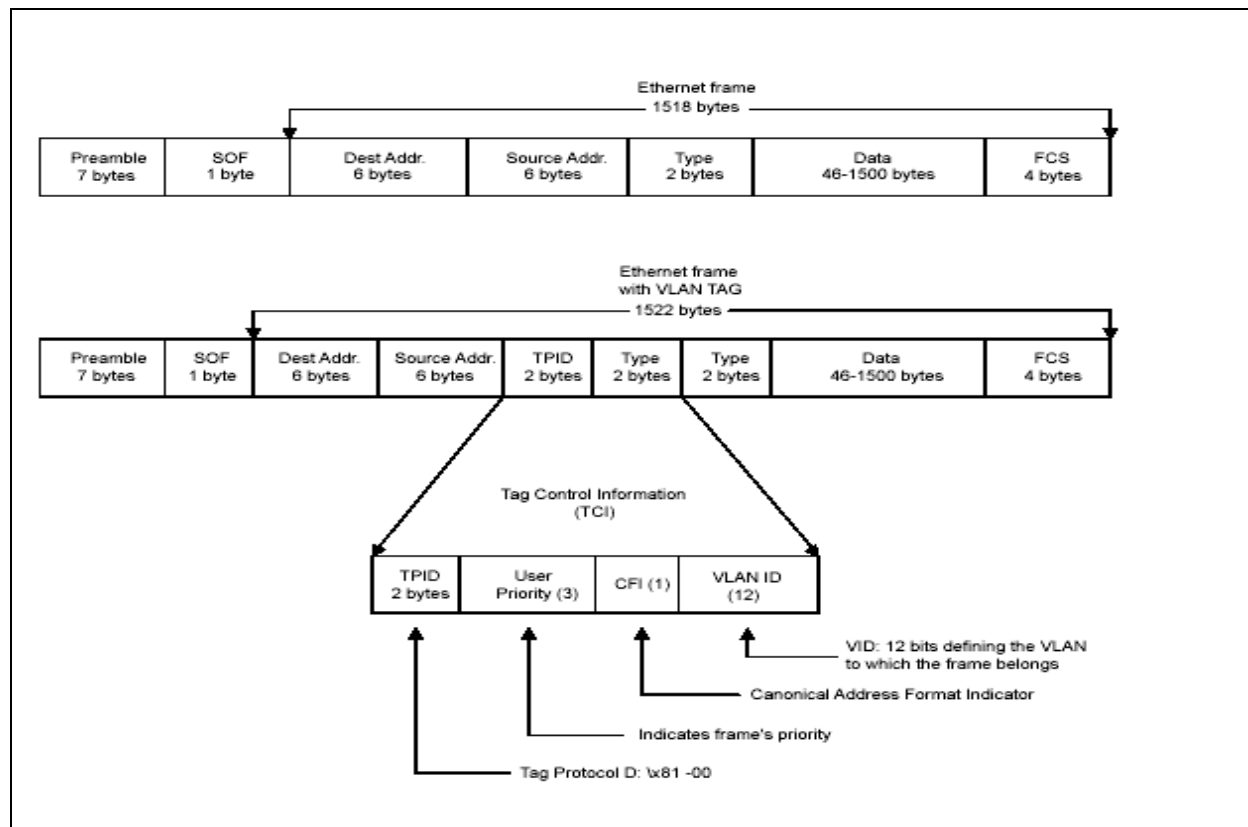 Ethernet frame
1518 bytes
Preamble
7 bytes
SOF
1 byte
Dest Addr.
6 bytes
Source Addr.
6 bytes
Type
2 bytes
Data
46-1500 bytes
FCS
4 bytes
Ethernet frame
with VLAN TAG
1522 bytes
Preamble
7 bytes
SOF
1 byte
Dest Addr.
6 bytes
Source Addr.
6 bytes
TPID
2 bytes
Type
2 bytes
Type
2 bytes
Data
46-1500 bytes
FCS
4 bytes
Tag Control Information
(TCI)
TPID
2 bytes
User
Priority (3)
CFI (1)
VLAN ID
(12)
VID: 12 bits defining the VLAN
to which the frame belongs
Canonical Address Format Indicator
Indicates frame's priority
Tag Protocol D: \x81 -00